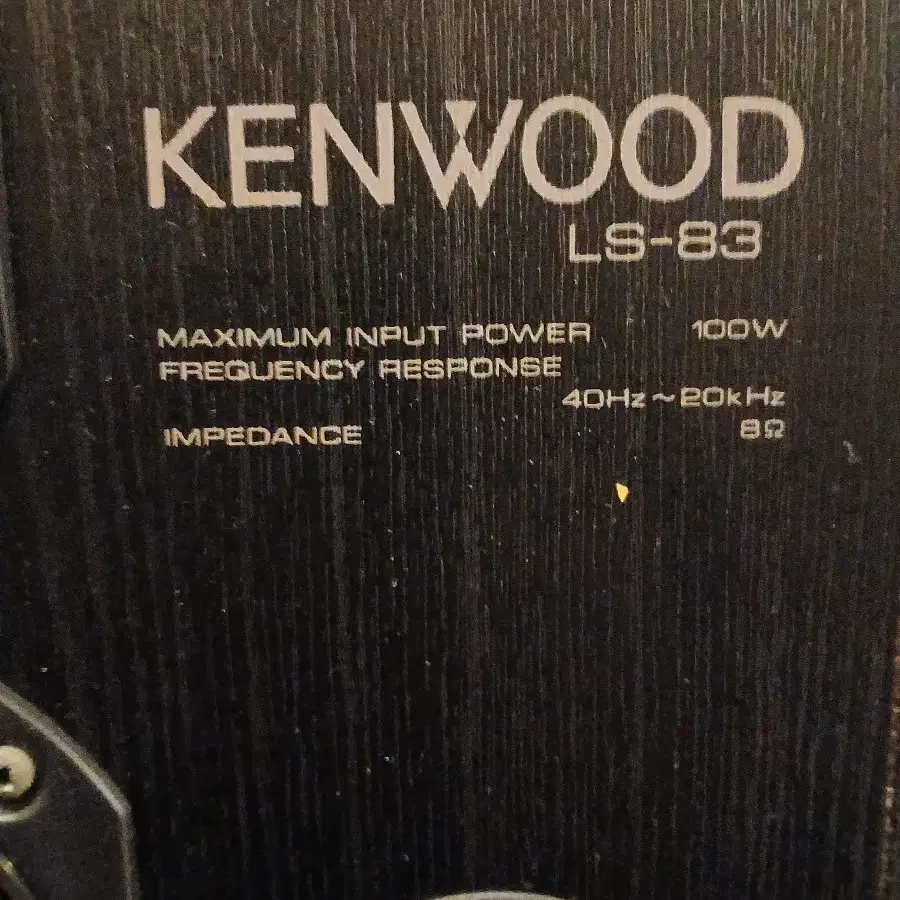 KENWOOD
LS-83
MAXIMUM INPUT POWER 100W
FREQUENCY RESPONSE
40Hz~20kHz
IMPEDANCE 8Ω